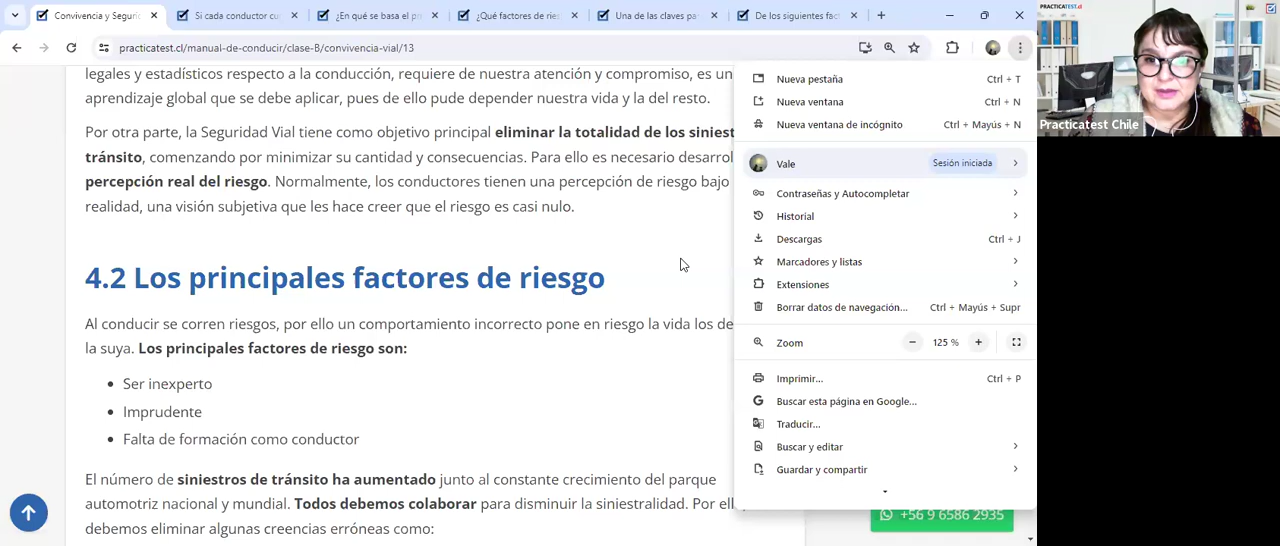 Convivencia y Segurid
Si cada conductor cu
¿En qué se basa el pr
¿Qué factores de rie
Una de las claves pa
De los siguientes fact
practicatest.cl/manual-de-conducir/clase-B/convivencia-vial/13
legales y estadísticos respecto a la conducción, requiere de nuestra atención y compromiso, es un
aprendizaje global que se debe aplicar, pues de ello pude depender nuestra vida y la del resto.
Por otra parte, la Seguridad Vial tiene como objetivo principal eliminar la totalidad de los siniest
tránsito, comenzando por minimizar su cantidad y consecuencias. Para ello es necesario desarrol
percepción real del riesgo. Normalmente, los conductores tienen una percepción de riesgo bajo
realidad, una visión subjetiva que les hace creer que el riesgo es casi nulo.
4.2 Los principales factores de riesgo
Al conducir se corren riesgos, por ello un comportamiento incorrecto pone en riesgo la vida los de
la suya. Los principales factores de riesgo son:
• Ser inexperto
• Imprudente
• Falta de formación como conductor
El número de siniestros de tránsito ha aumentado junto al constante crecimiento del parque
automotriz nacional y mundial. Todos debemos colaborar para disminuir la siniestralidad. Por ell
debemos eliminar
erróneas como:
Nueva pestaña Ctrl + T
Nueva ventana Ctrl + N
Nueva ventana de incógnito Ctrl + Mayús + N
Vale Sesión iniciada
Contraseñas y Autocompletar
Historial
Descargas Ctrl + J
Marcadores y listas
Extensiones
Borrar datos de navegación... Ctrl + Mayús + Supr
Zoom − 125 % +
Imprimir... Ctrl + P
Buscar esta página en Google...
Traducir...
Buscar y editar
Guardar y compartir
+56 9 6586 2935
PRACTICATEST.cl
Practicatest Chile